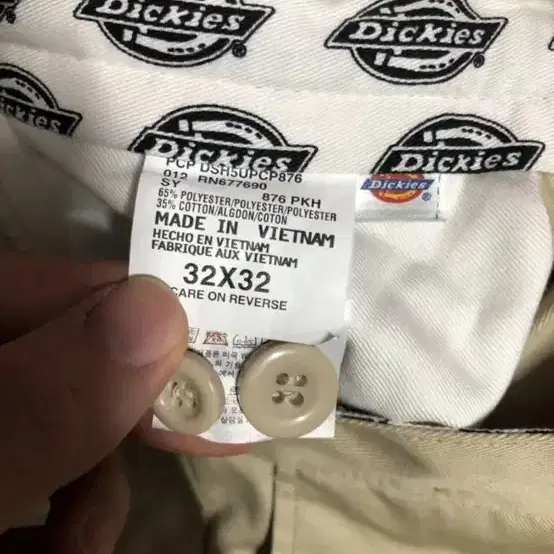 Dickies
Dickies
Dickies
Dickies ®
Dickies ®
Dickies
PCP DSH5UPCP876
012 RN677690
SY 876 PKH
65% POLYESTER/POLYESTER/POLYESTER
35% COTTON/ALGDON/COTON
MADE IN VIETNAM
HECHO EN VIETNAM
FABRIQUE AUX VIETNAM
32X32
CARE ON REVERSE